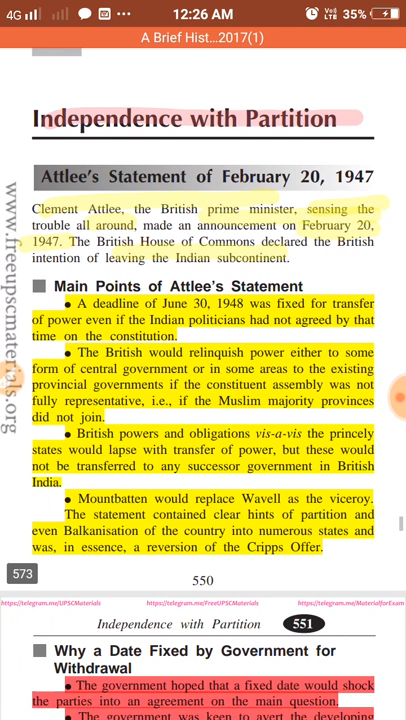 4G 12:26 AM VoLTE 35%
A Brief Hist...2017(1)
Independence with Partition
Attlee's Statement of February 20, 1947
Clement Attlee, the British prime minister, sensing the
trouble all around, made an announcement on February 20,
1947. The British House of Commons declared the British
intention of leaving the Indian subcontinent.
Main Points of Attlee's Statement
● A deadline of June 30, 1948 was fixed for transfer
of power even if the Indian politicians had not agreed by that
time on the constitution.
● The British would relinquish power either to some
form of central government or in some areas to the existing
provincial governments if the constituent assembly was not
fully representative, i.e., if the Muslim majority provinces
did not join.
● British powers and obligations vis-a-vis the princely
states would lapse with transfer of power, but these would
not be transferred to any successor government in British
India.
● Mountbatten would replace Wavell as the viceroy.
The statement contained clear hints of partition and
even Balkanisation of the country into numerous states and
was, in essence, a reversion of the Cripps Offer.
www.freeupscmaterials.org
573
550
https://telegram.me/UPSCMaterials https://telegram.me/FreeUPSCMaterials https://telegram.me/MaterialforExam
Independence with Partition 551
Why a Date Fixed by Government for
Withdrawal
● The government hoped that a fixed date would shock
the parties into an agreement on the main question.
● The government was keen to avert the developing